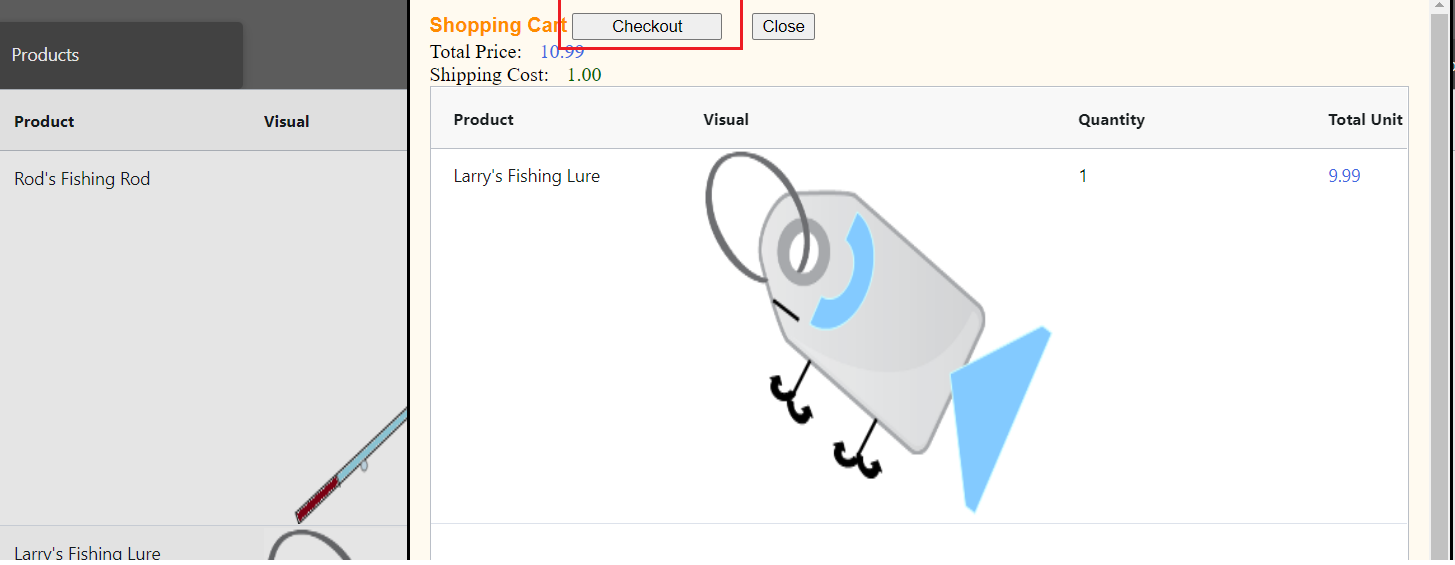 Products
Product Visual
Rod's Fishing Rod
Larry's Fishing Lure
Shopping Cart Checkout Close
Total Price: 10.99
Shipping Cost: 1.00
Product Visual Quantity Total Unit
Larry's Fishing Lure 1 9.99